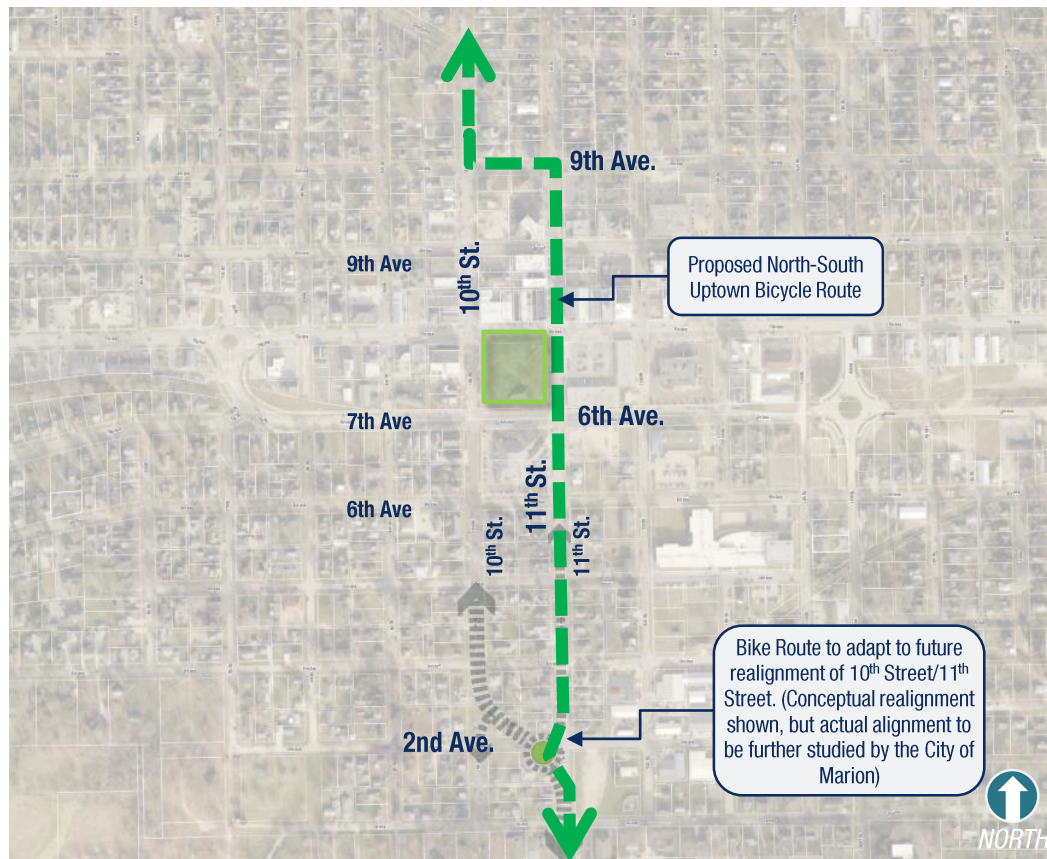 9th Ave.
10th St.
9th Ave
Proposed North-South
Uptown Bicycle Route
6th Ave.
7th Ave
11th St.
6th Ave
10th St.
11th St.
Bike Route to adapt to future
realignment of 10th Street/11th
Street. (Conceptual realignment
shown, but actual alignment to
be further studied by the City of
Marion)
2nd Ave.
NORTH